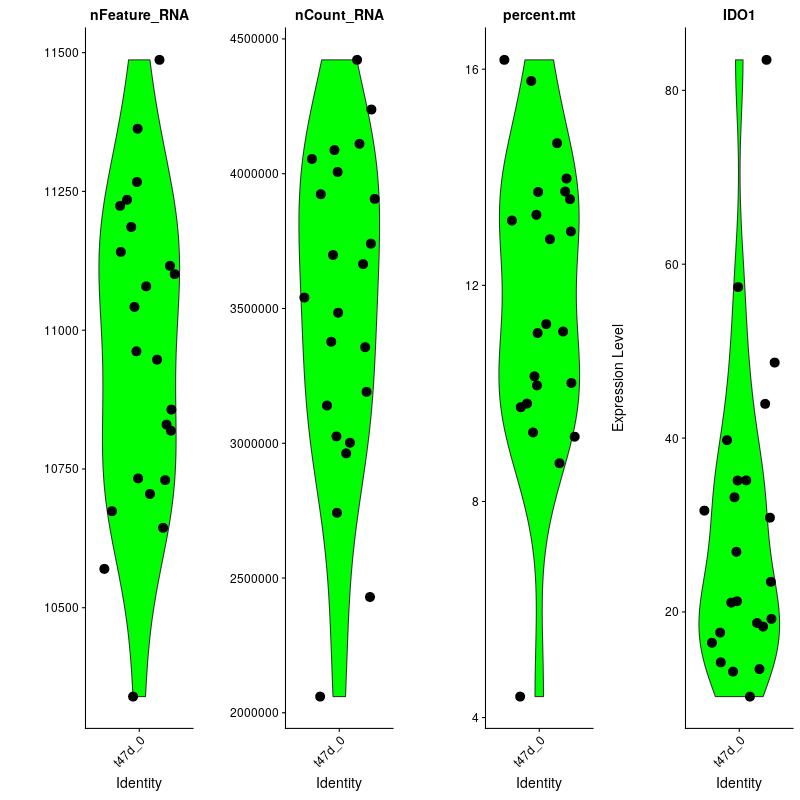 nFeature_RNA
11500
11250
11000
10750
10500
t47d_0
Identity
nCount_RNA
4500000
4000000
3500000
3000000
2500000
2000000
t47d_0
Identity
percent.mt
16
12
8
4
t47d_0
Identity
IDO1
Expression Level
80
60
40
20
t47d_0
Identity